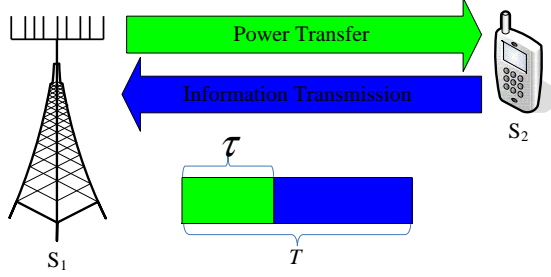 Power Transfer
Information Transmission
S₂
τ
T
S₁